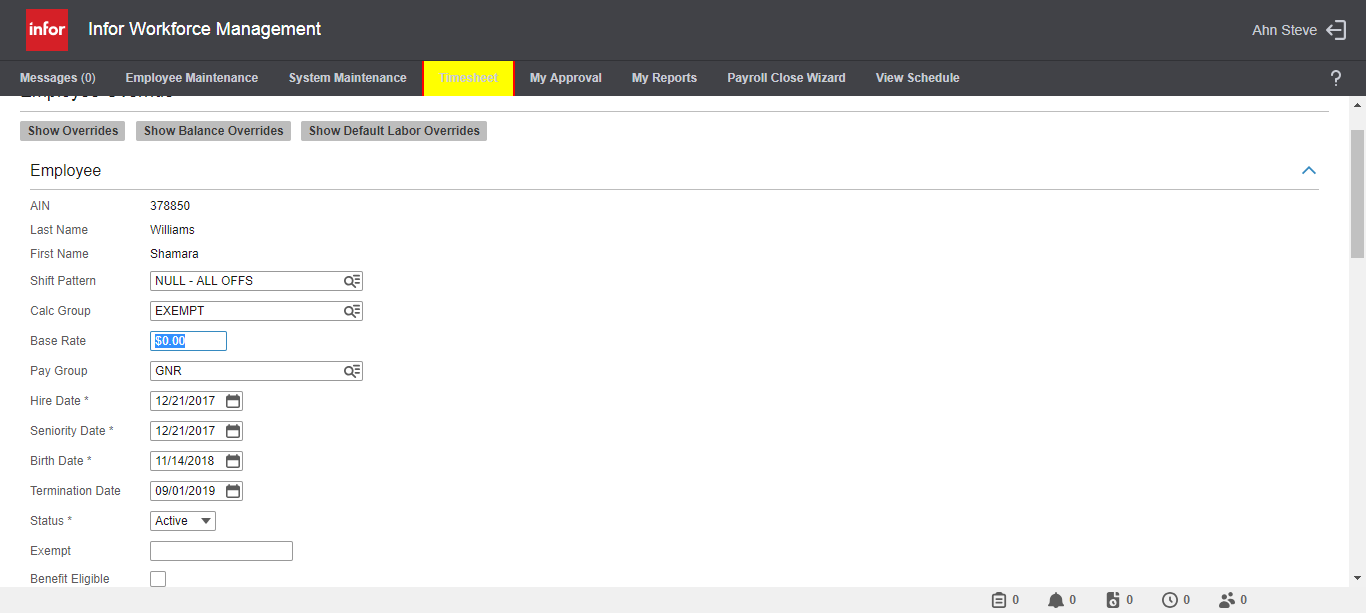 infor
Infor Workforce Management
Ahn Steve
Messages (0) Employee Maintenance System Maintenance Timesheet My Approval My Reports Payroll Close Wizard View Schedule ?
Employee Override
Show Overrides Show Balance Overrides Show Default Labor Overrides
Employee
AIN 378850
Last Name Williams
First Name Shamara
Shift Pattern NULL - ALL OFFS
Calc Group EXEMPT
Base Rate $0.00
Pay Group GNR
Hire Date * 12/21/2017
Seniority Date * 12/21/2017
Birth Date * 11/14/2018
Termination Date 09/01/2019
Status * Active
Exempt
Benefit Eligible
0 0 0 0 0